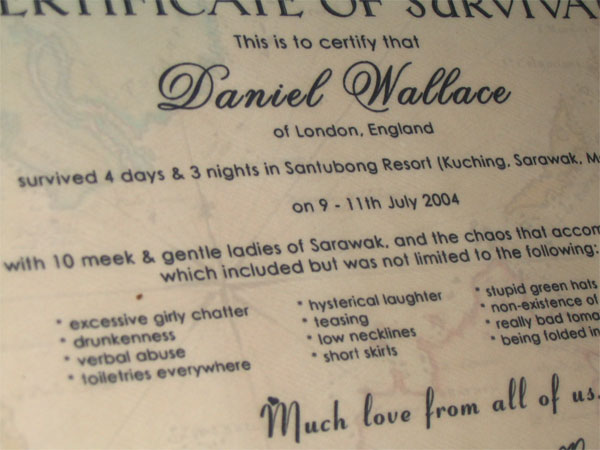 CERTIFICATE OF SURVIVA
This is to certify that
Daniel Wallace
of London, England
survived 4 days & 3 nights in Santubong Resort (Kuching, Sarawak, M
on 9 - 11th July 2004
with 10 meek & gentle ladies of Sarawak, and the chaos that accom
which included but was not limited to the following:
* excessive girly chatter
* drunkenness
* verbal abuse
* toiletries everywhere
* hysterical laughter
* teasing
* low necklines
* short skirts
* stupid green hats
* non-existence of
* really bad toma
* being folded in
Much love from all of us.